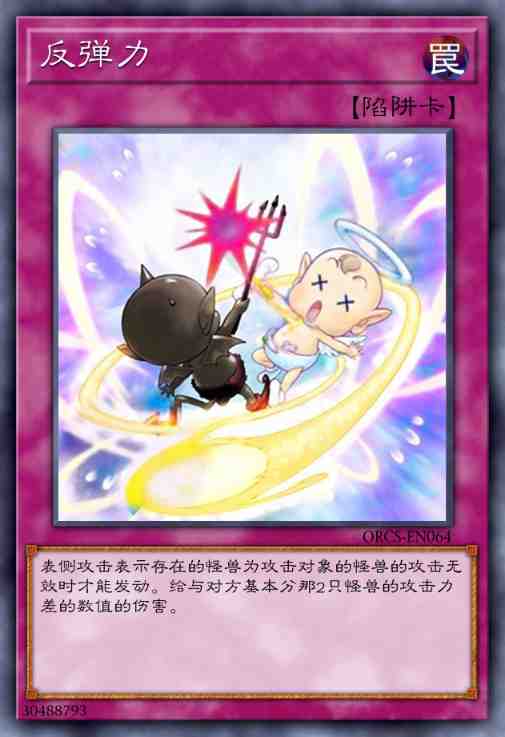 反弹力
罠
【陷阱卡】
ORCS-EN064
表侧攻击表示存在的怪兽为攻击对象的怪兽的攻击无
效时才能发动。给与对方基本分那2只怪兽的攻击力
差的数值的伤害。
30488793